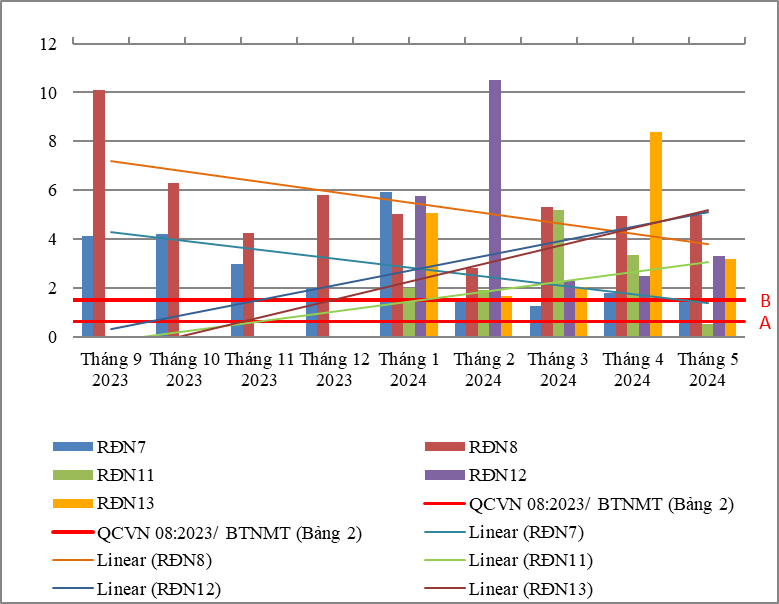 12
10
8
6
4
2
0
B
A
Tháng 9 Tháng 10 Tháng 11 Tháng 12 Tháng 1 Tháng 2 Tháng 3 Tháng 4 Tháng 5
2023 2023 2023 2023 2024 2024 2024 2024 2024
RĐN7 RĐN8
RĐN11 RĐN12
RĐN13 QCVN 08:2023/ BTNMT (Bảng 2)
QCVN 08:2023/ BTNMT (Bảng 2) Linear (RĐN7)
Linear (RĐN8) Linear (RĐN11)
Linear (RĐN12) Linear (RĐN13)